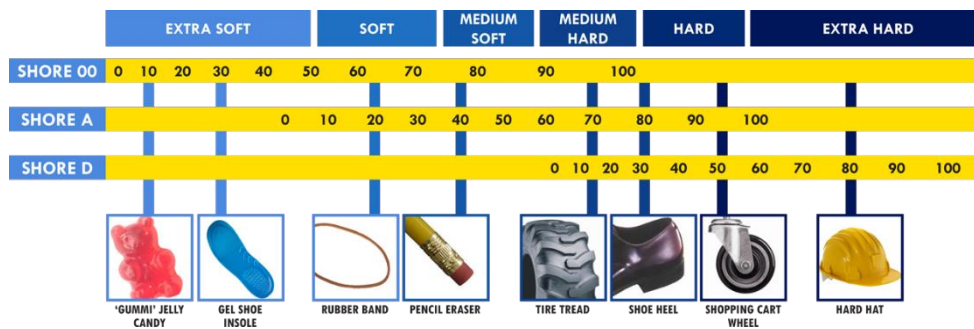 EXTRA SOFT
SOFT
MEDIUM
SOFT
MEDIUM
HARD
HARD
EXTRA HARD
SHORE 00 0 10 20 30 40 50 60 70 80 90 100
SHORE A 0 10 20 30 40 50 60 70 80 90 100
SHORE D 0 10 20 30 40 50 60 70 80 90 100
'GUMMI' JELLY
CANDY
GEL SHOE
INSOLE
RUBBER BAND
PENCIL ERASER
TIRE TREAD
SHOE HEEL
SHOPPING CART
WHEEL
HARD HAT